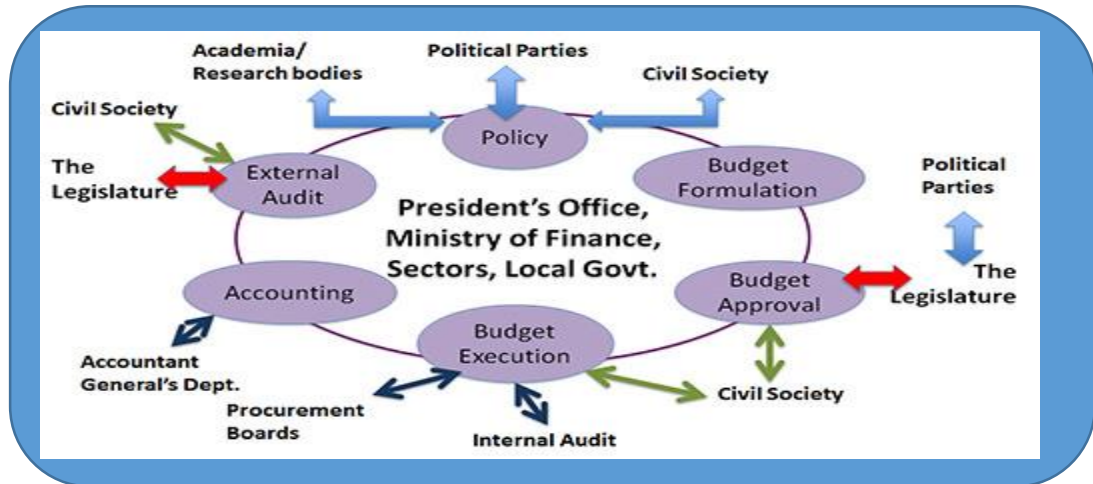 Academia/
Research bodies
Political Parties
Civil Society
Civil Society
The
Legislature
External
Audit
Policy
Budget
Formulation
Political
Parties
President's Office,
Ministry of Finance,
Sectors, Local Govt.
Accounting
Budget
Approval
The
Legislature
Budget
Execution
Accountant
General's Dept.
Procurement
Boards
Internal Audit
Civil Society